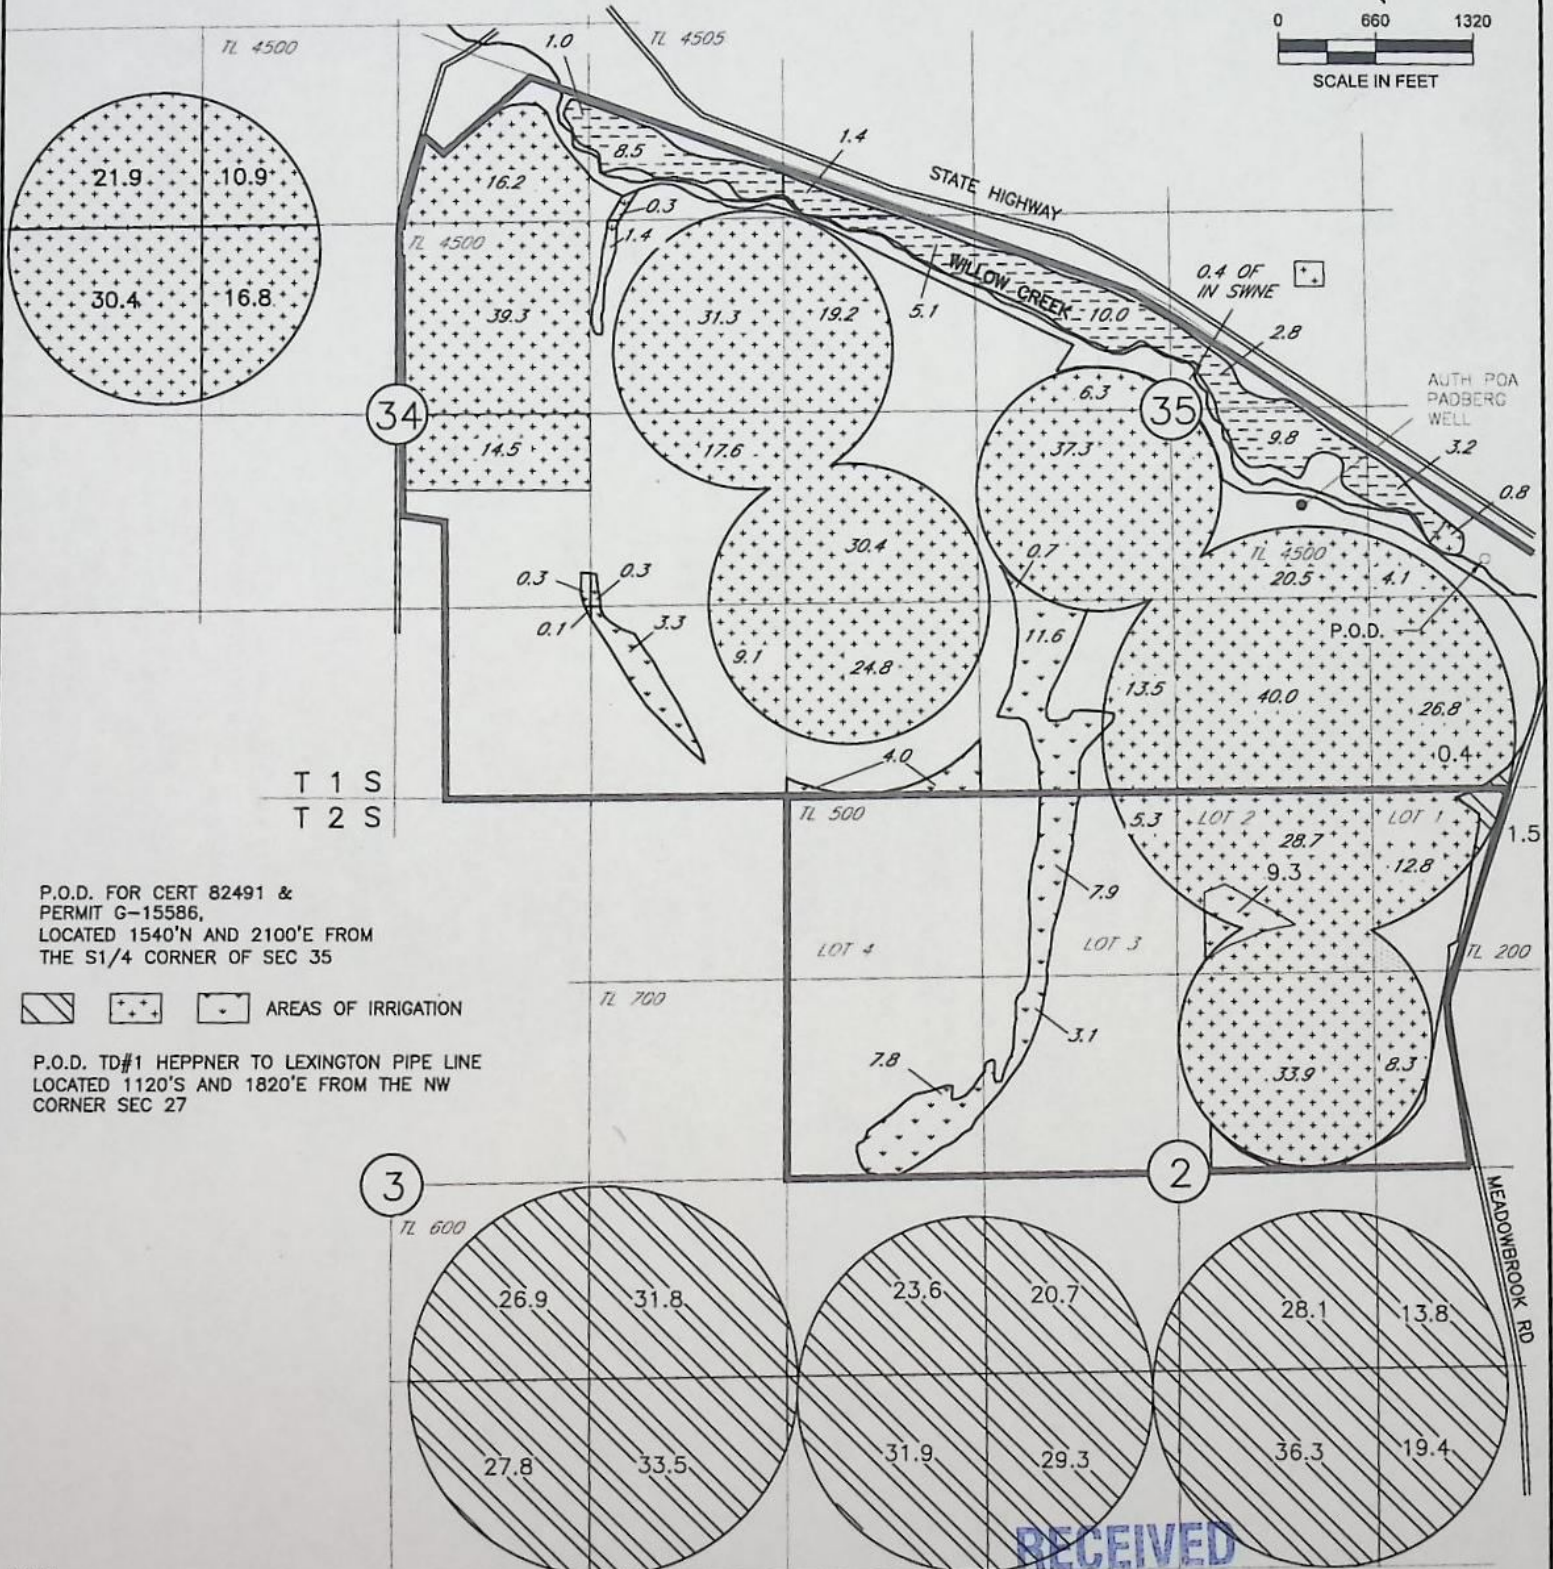 0 660 1320
SCALE IN FEET
TL 4500
1.0
TL 4505
1.4
8.5
STATE HIGHWAY
21.9
10.9
16.2
0.3
1.4
TL 4500
WILLOW CREEK
0.4 OF
IN SWNE
30.4
16.8
39.3
31.3
19.2
5.1
10.0
2.8
AUTH POA
PADBERG
WELL
34
6.3
35
14.5
17.6
37.3
9.8
3.2
0.8
30.4
0.7
TL 4500
0.3
0.3
20.5
4.1
0.1
3.3
P.O.D.
9.1
24.8
11.6
13.5
40.0
26.8
4.0
0.4
T 1 S
T 2 S
TL 500
5.3
LOT 2
LOT 1
1.5
28.7
12.8
9.3
7.9
P.O.D. FOR CERT 82491 &
PERMIT G-15586,
LOCATED 1540'N AND 2100'E FROM
THE S1/4 CORNER OF SEC 35
LOT 4
LOT 3
TL 200
TL 700
AREAS OF IRRIGATION
3.1
P.O.D. TD#1 HEPPNER TO LEXINGTON PIPE LINE
LOCATED 1120'S AND 1820'E FROM THE NW
CORNER SEC 27
7.8
33.9
8.3
3
2
TL 600
MEADOWBROOK RD
26.9
31.8
23.6
20.7
28.1
13.8
27.8
33.5
31.9
29.3
36.3
19.4
RECEIVED